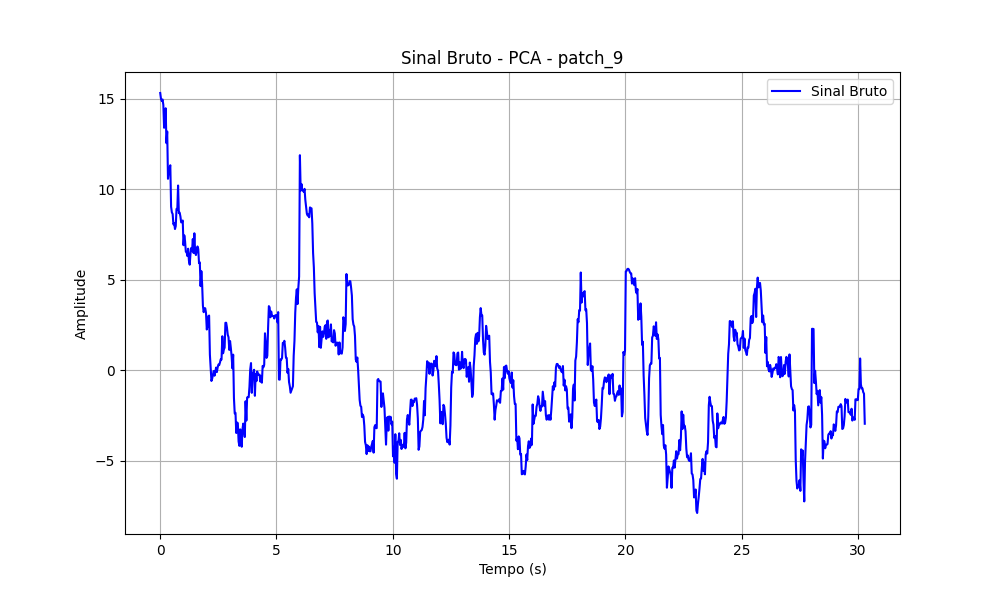 Sinal Bruto - PCA - patch_9
Sinal Bruto
Amplitude
15
10
5
0
−5
0 5 10 15 20 25 30
Tempo (s)